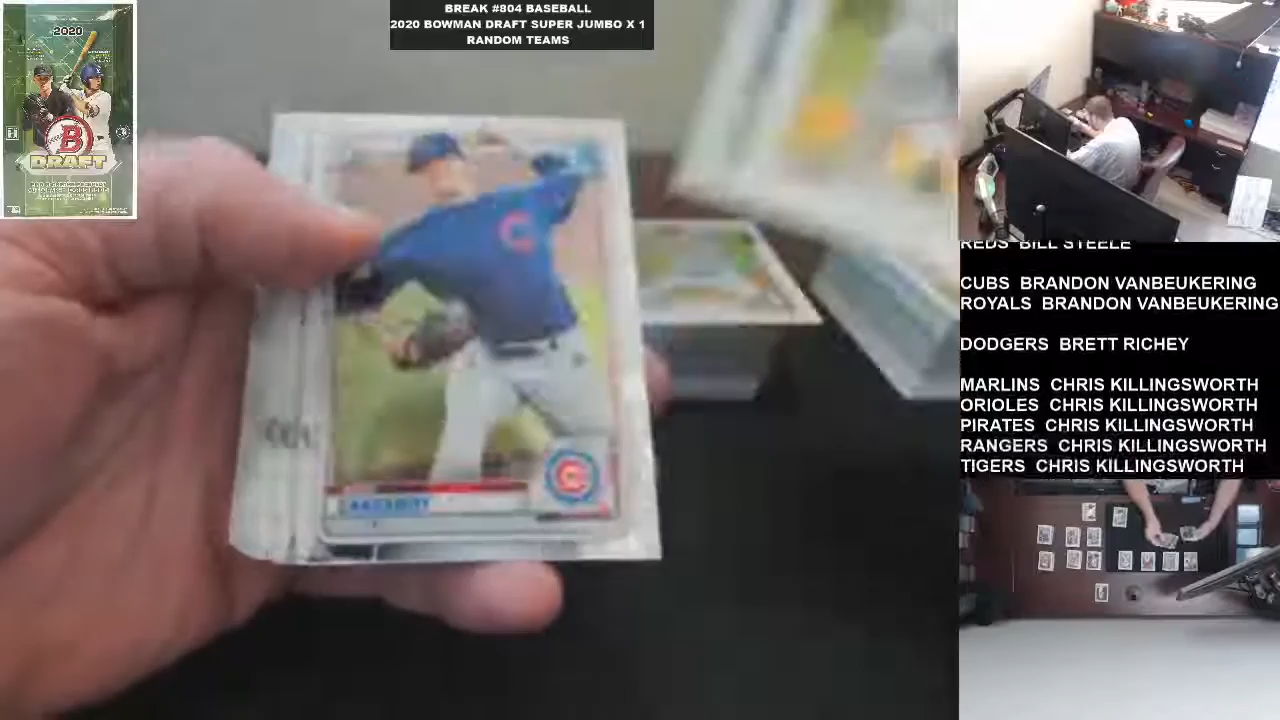 BREAK #804 BASEBALL
2020 BOWMAN DRAFT SUPER JUMBO X 1
RANDOM TEAMS
2020
B
DRAFT
C
C
REDS BILL STEELE
CUBS BRANDON VANBEUKERING
ROYALS BRANDON VANBEUKERING
DODGERS BRETT RICHEY
MARLINS CHRIS KILLINGSWORTH
ORIOLES CHRIS KILLINGSWORTH
PIRATES CHRIS KILLINGSWORTH
RANGERS CHRIS KILLINGSWORTH
TIGERS CHRIS KILLINGSWORTH